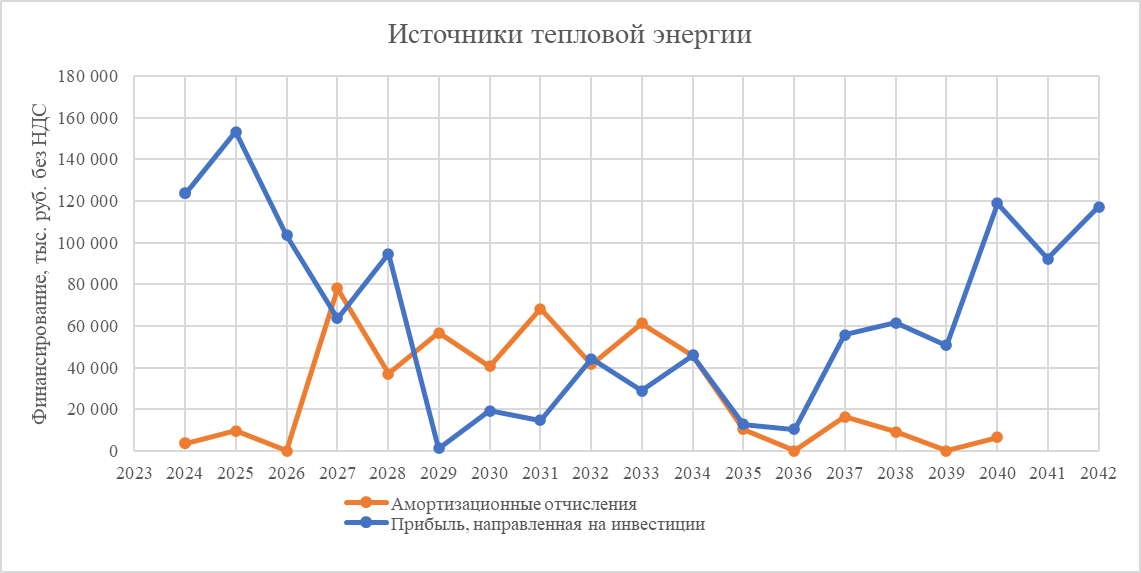 Источники тепловой энергии
Финансирование, тыс. руб. без НДС
180 000
160 000
140 000
120 000
100 000
80 000
60 000
40 000
20 000
0
2023 2024 2025 2026 2027 2028 2029 2030 2031 2032 2033 2034 2035 2036 2037 2038 2039 2040 2041 2042
Амортизационные отчисления
Прибыль, направленная на инвестиции